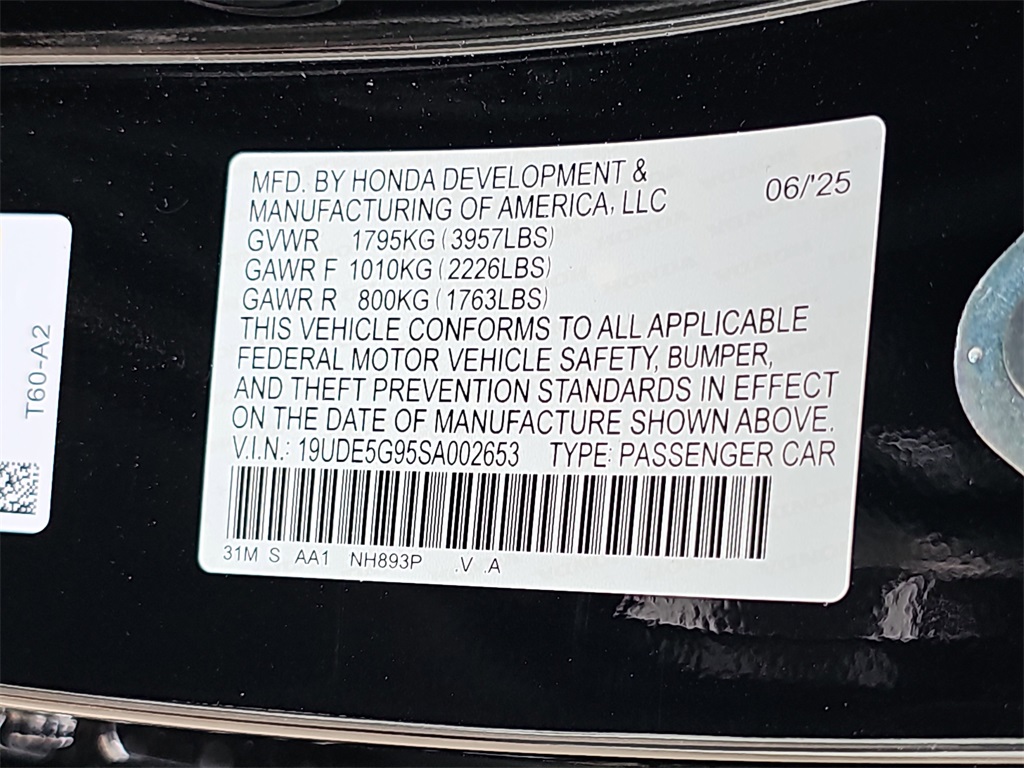 MFD. BY HONDA DEVELOPMENT &
MANUFACTURING OF AMERICA, LLC
06/'25
GVWR 1795KG (3957LBS)
GAWR F 1010KG (2226LBS)
GAWR R 800KG (1763LBS)
THIS VEHICLE CONFORMS TO ALL APPLICABLE
FEDERAL MOTOR VEHICLE SAFETY, BUMPER,
AND THEFT PREVENTION STANDARDS IN EFFECT
ON THE DATE OF MANUFACTURE SHOWN ABOVE.
V.I.N.: 19UDE5G95SA002653 TYPE: PASSENGER CAR
31M S AA1 NH893P .V .A
T60-A2